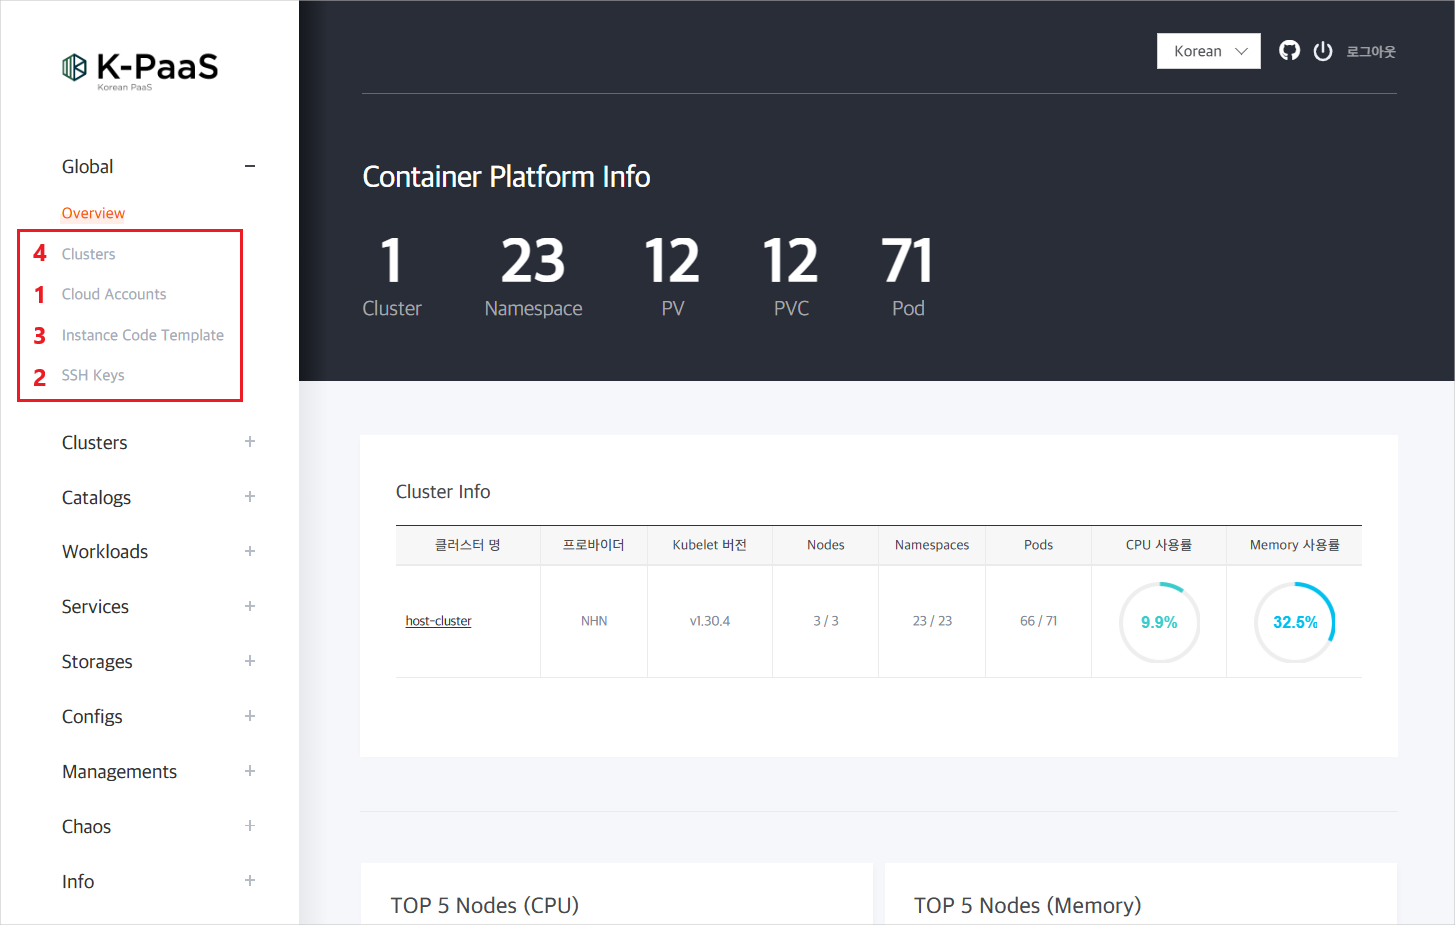 K-PaaS
Korean PaaS
Global
Overview
4 Clusters
1 Cloud Accounts
3 Instance Code Template
2 SSH Keys
Clusters
Catalogs
Workloads
Services
Storages
Configs
Managements
Chaos
Info
Korean 로그아웃
Container Platform Info
1 23 12 12 71
Cluster Namespace PV PVC Pod
Cluster Info
클러스터 명 프로바이더 Kubelet 버전 Nodes Namespaces Pods CPU 사용률 Memory 사용률
host-cluster NHN v1.30.4 3 / 3 23 / 23 66 / 71 9.9% 32.5%
TOP 5 Nodes (CPU) TOP 5 Nodes (Memory)